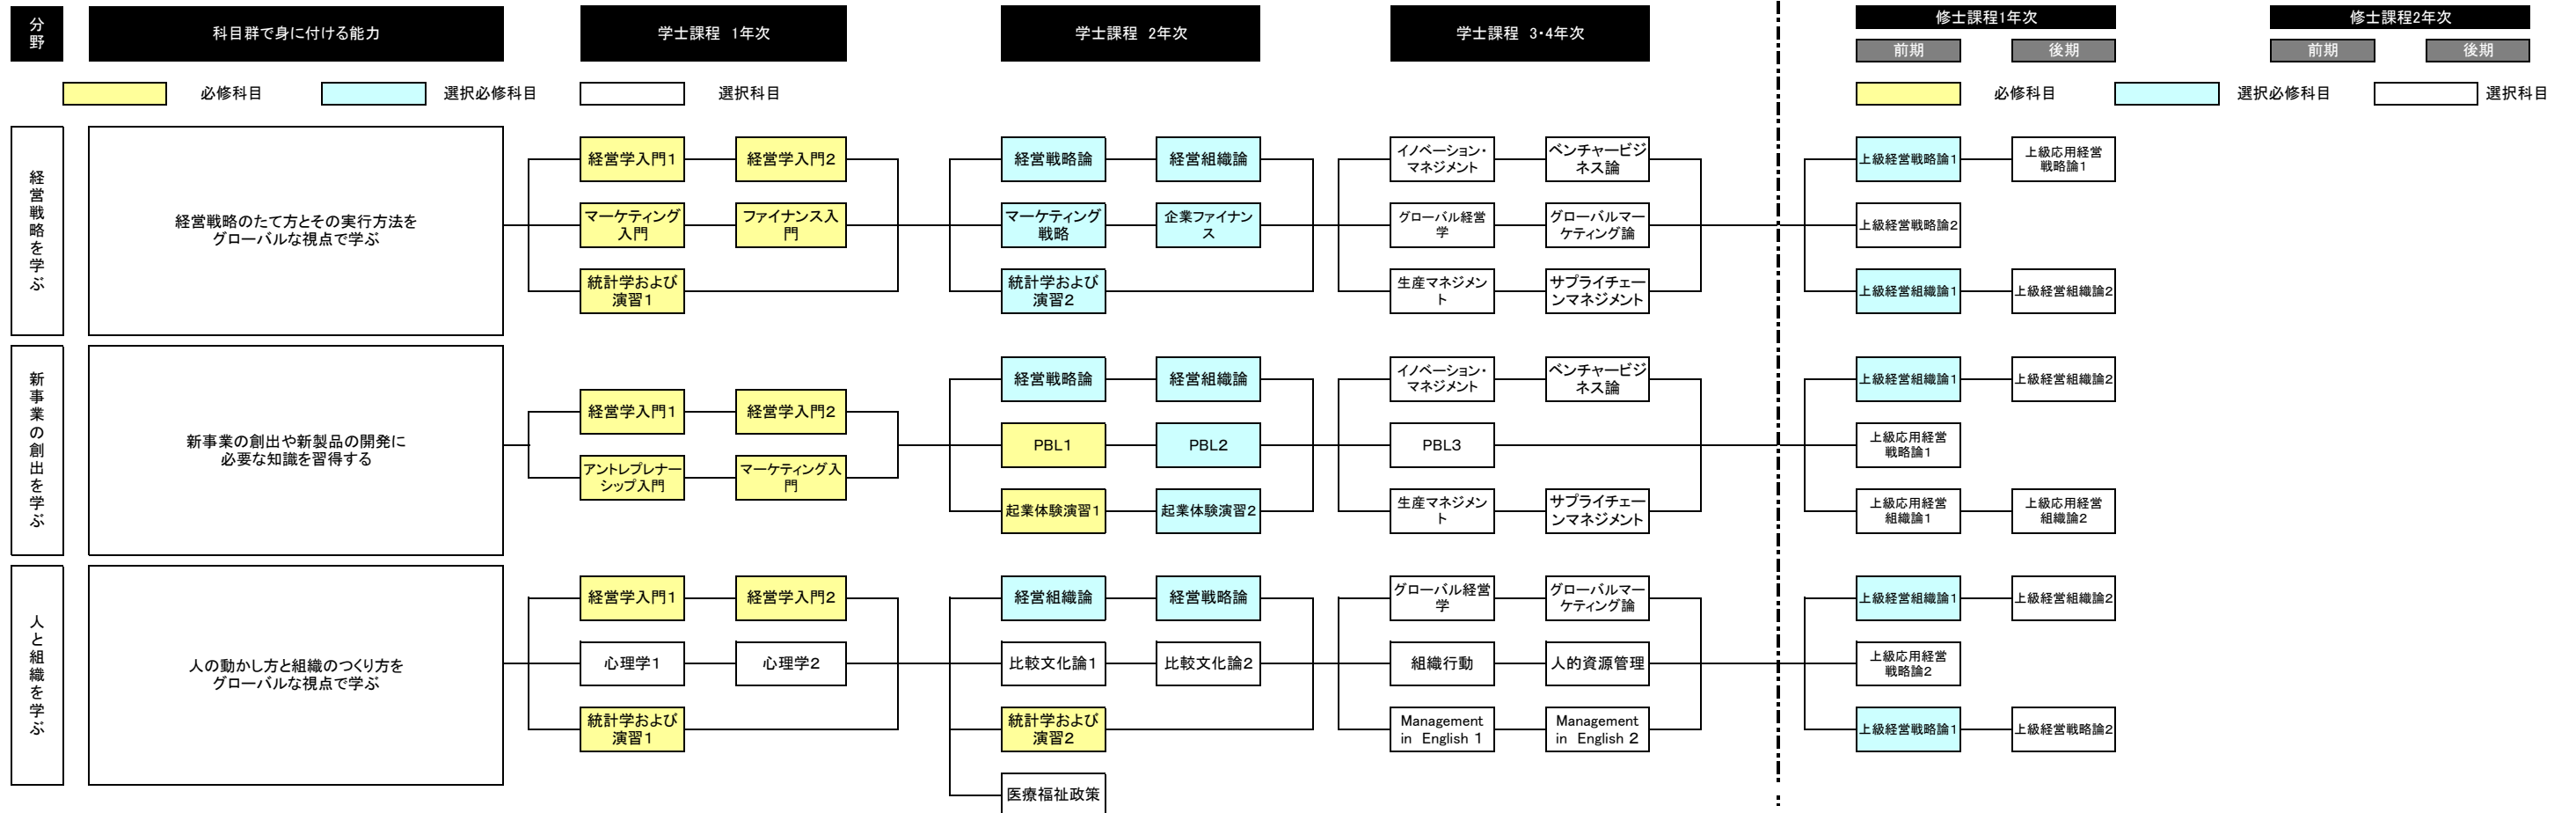 分野
科目群で身に付ける能力
学士課程 1年次
学士課程 2年次
学士課程 3・4年次
修士課程1年次
修士課程2年次
前期
後期
前期
後期
必修科目
選択必修科目
選択科目
必修科目
選択必修科目
選択科目
経営戦略を学ぶ
経営戦略のたて方とその実行方法を
グローバルな視点で学ぶ
経営学入門1
経営学入門2
経営戦略論
経営組織論
イノベーション・
マネジメント
ベンチャービジ
ネス論
上級経営戦略論1
上級応用経営
戦略論1
マーケティング
入門
ファイナンス入
門
マーケティング
戦略
企業ファイナン
ス
グローバル経営
学
グローバルマー
ケティング論
上級経営戦略論2
統計学および
演習1
統計学および
演習2
生産マネジメン
ト
サプライチェー
ンマネジメント
上級経営組織論1
上級経営組織論2
新事業の創出を学ぶ
新事業の創出や新製品の開発に
必要な知識を習得する
経営学入門1
経営学入門2
アントレプレナー
シップ入門
マーケティング入
門
経営戦略論
経営組織論
イノベーション・
マネジメント
ベンチャービジ
ネス論
上級経営組織論1
上級経営組織論2
PBL1
PBL2
PBL3
上級応用経営
戦略論1
起業体験演習1
起業体験演習2
生産マネジメン
ト
サプライチェー
ンマネジメント
上級応用経営
組織論1
上級応用経営
組織論2
人と組織を学ぶ
人の動かし方と組織のつくり方を
グローバルな視点で学ぶ
経営学入門1
経営学入門2
経営組織論
経営戦略論
グローバル経営
学
グローバルマー
ケティング論
上級経営組織論1
上級経営組織論2
心理学1
心理学2
比較文化論1
比較文化論2
組織行動
人的資源管理
上級応用経営
戦略論2
統計学および
演習1
統計学および
演習2
Management
in English 1
Management
in English 2
上級経営戦略論1
上級経営戦略論2
医療福祉政策